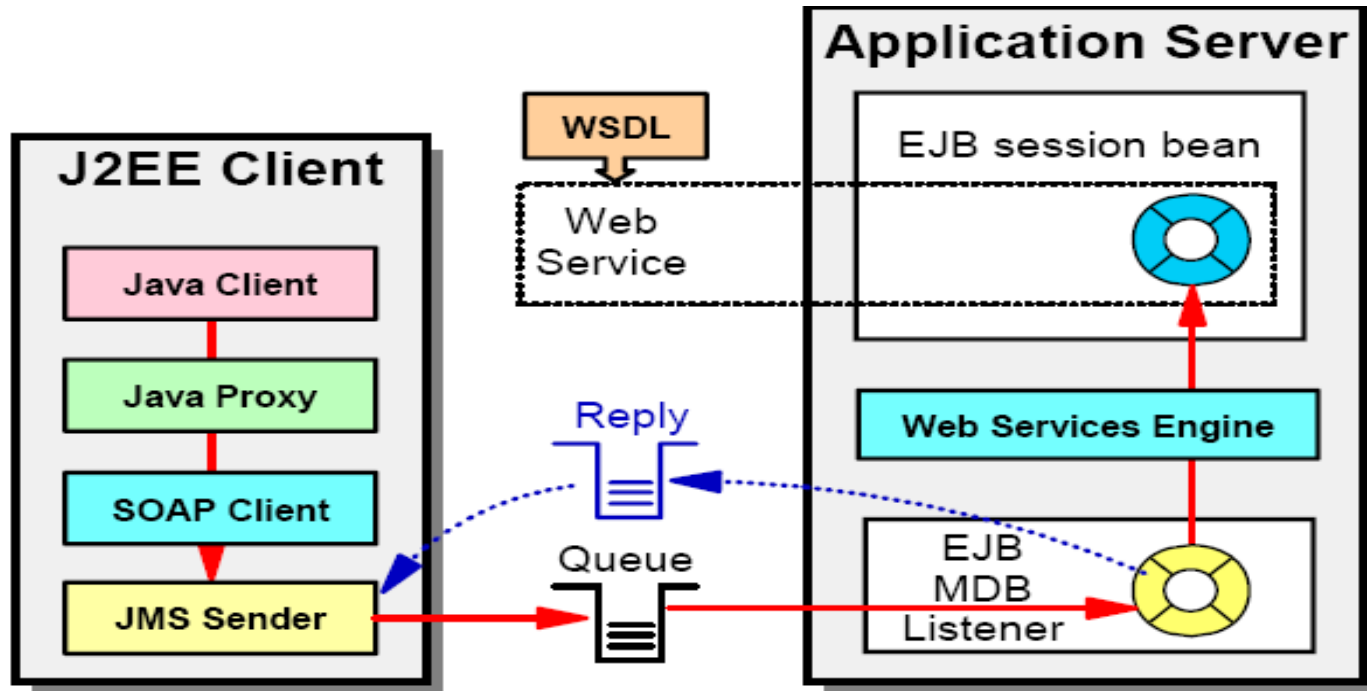 J2EE Client
Java Client
Java Proxy
SOAP Client
JMS Sender
WSDL
Web
Service
Reply
Queue
Application Server
EJB session bean
Web Services Engine
EJB
MDB
Listener